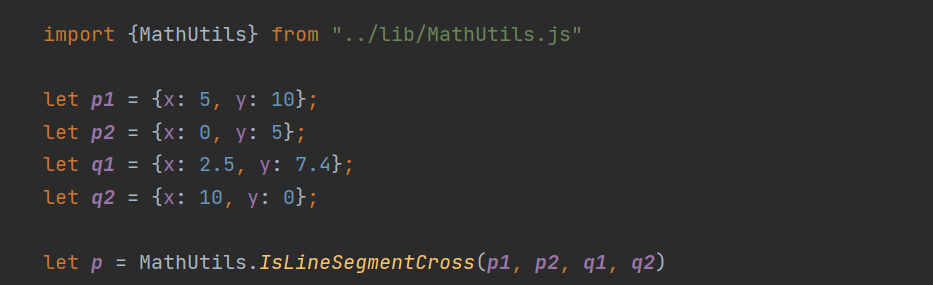 import {MathUtils} from "../lib/MathUtils.js"
let p1 = {x: 5, y: 10};
let p2 = {x: 0, y: 5};
let q1 = {x: 2.5, y: 7.4};
let q2 = {x: 10, y: 0};
let p = MathUtils.IsLineSegmentCross(p1, p2, q1, q2)